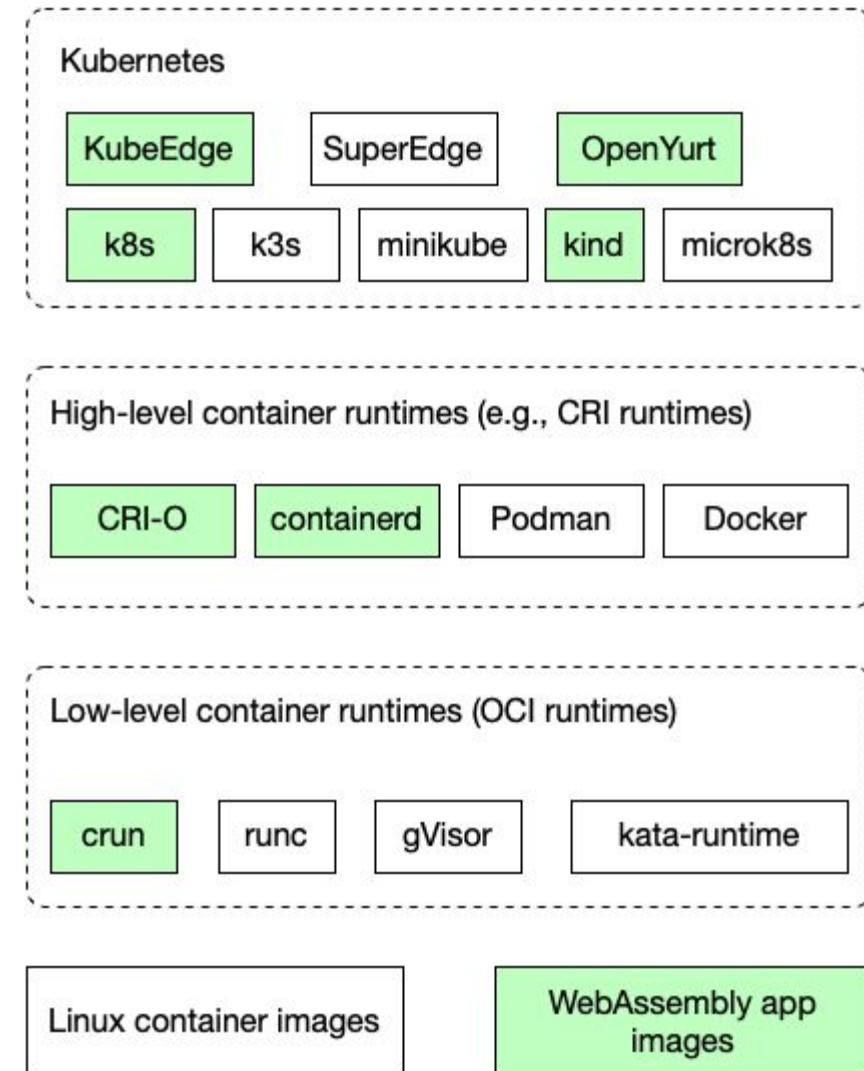 Kubernetes
KubeEdge SuperEdge OpenYurt
k8s k3s minikube kind microk8s
High-level container runtimes (e.g., CRI runtimes)
CRI-O containerd Podman Docker
Low-level container runtimes (OCI runtimes)
crun runc gVisor kata-runtime
Linux container images
WebAssembly app
images